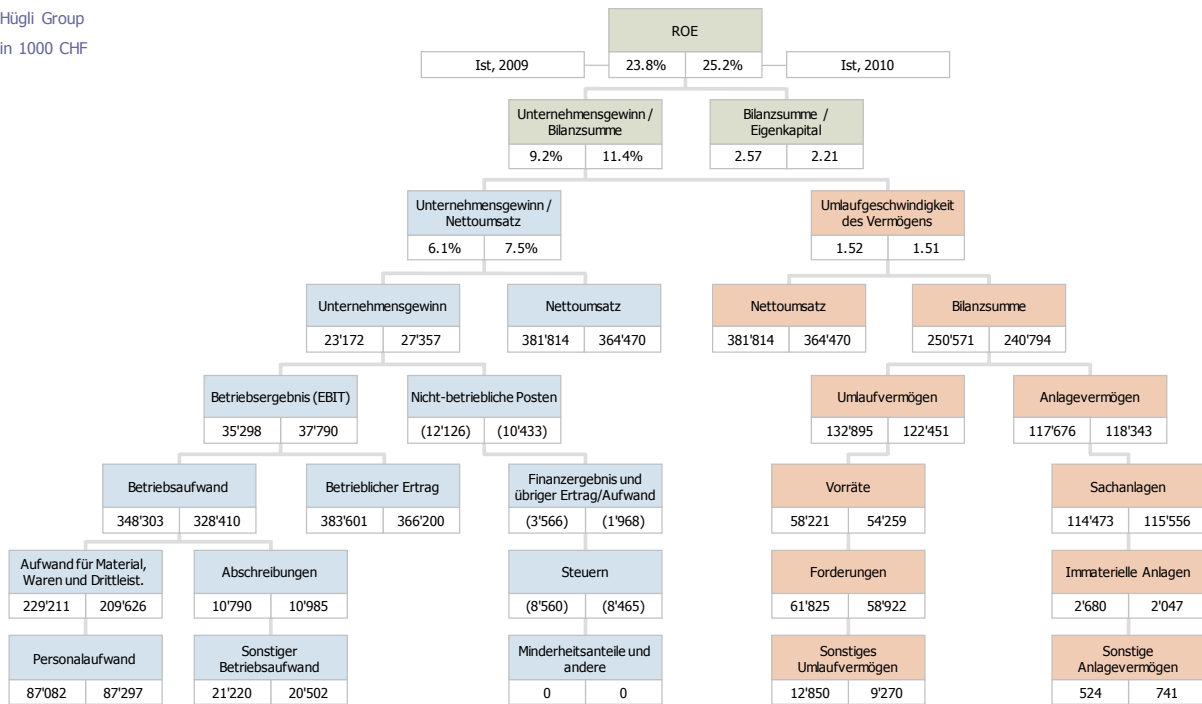 Hügli Group
in 1000 CHF
ROE
Ist, 2009 23.8% 25.2% Ist, 2010
Unternehmensgewinn /
Bilanzsumme
9.2% 11.4%
Bilanzsumme /
Eigenkapital
2.57 2.21
Unternehmensgewinn /
Nettoumsatz
6.1% 7.5%
Umlaufgeschwindigkeit
des Vermögens
1.52 1.51
Unternehmensgewinn
23'172 27'357
Nettoumsatz
381'814 364'470
Nettoumsatz
381'814 364'470
Bilanzsumme
250'571 240'794
Betriebsergebnis (EBIT)
35'298 37'790
Nicht-betriebliche Posten
(12'126) (10'433)
Umlaufvermögen
132'895 122'451
Anlagevermögen
117'676 118'343
Betriebsaufwand
348'303 328'410
Betrieblicher Ertrag
383'601 366'200
Finanzergebnis und
übriger Ertrag/Aufwand
(3'566) (1'968)
Vorräte
58'221 54'259
Sachanlagen
114'473 115'556
Aufwand für Material,
Waren und Drittleist.
229'211 209'626
Abschreibungen
10'790 10'985
Steuern
(8'560) (8'465)
Forderungen
61'825 58'922
Immaterielle Anlagen
2'680 2'047
Personalaufwand
87'082 87'297
Sonstiger
Betriebsaufwand
21'220 20'502
Minderheitsanteile und
andere
0 0
Sonstiges
Umlaufvermögen
12'850 9'270
Sonstige
Anlagevermögen
524 741